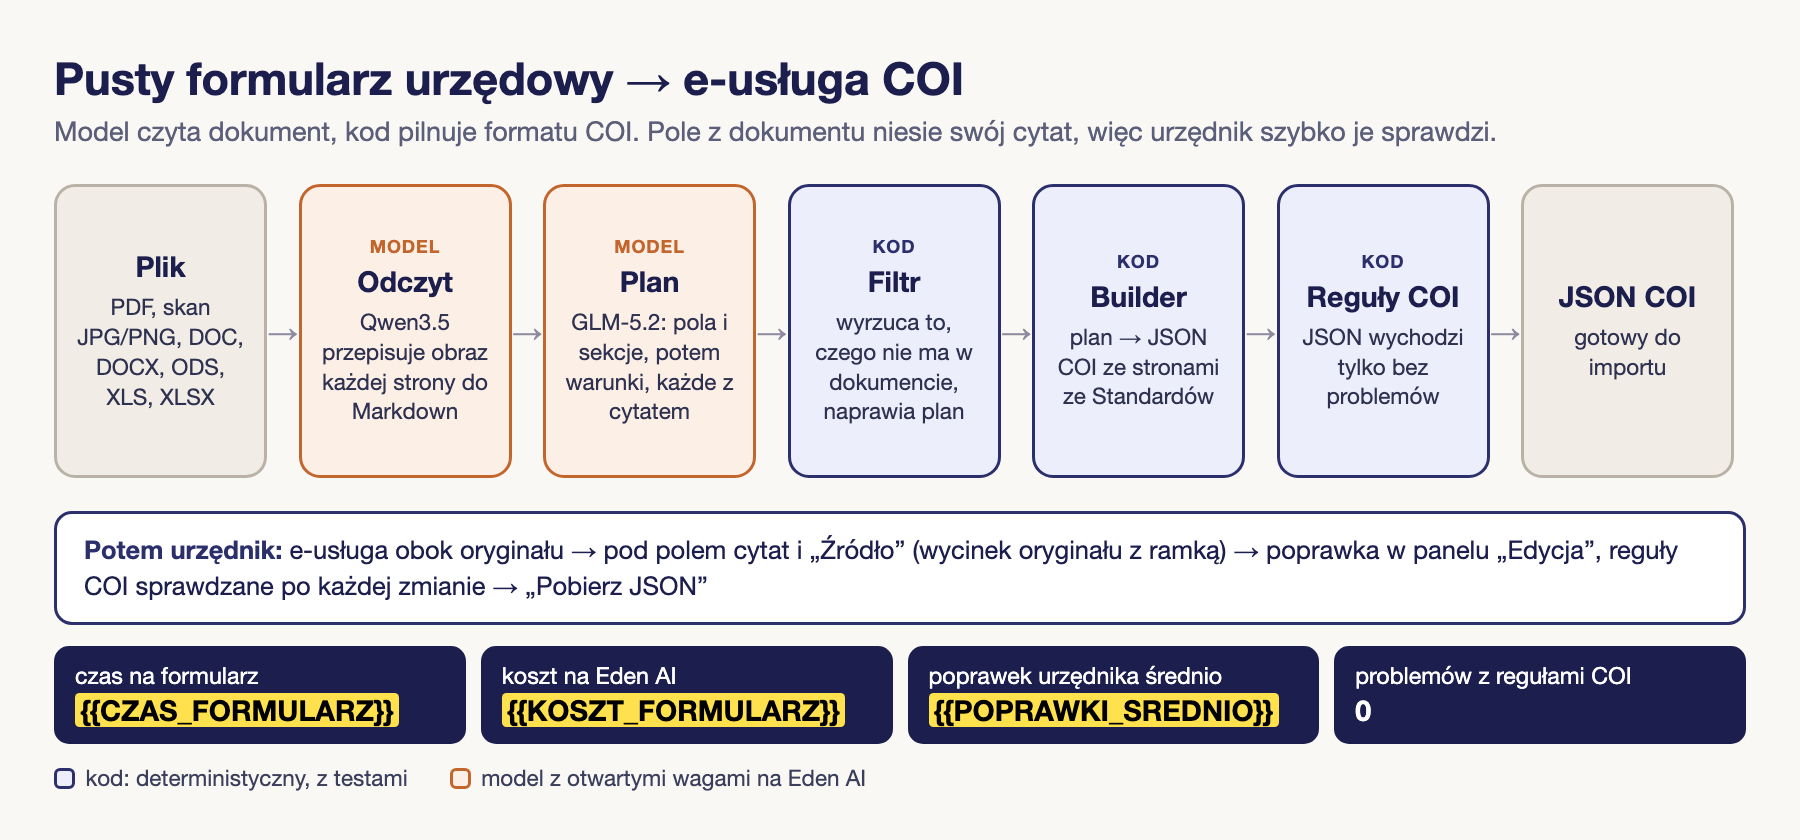 Pusty formularz urzędowy → e-usługa COI
Model czyta dokument, kod pilnuje formatu COI. Pole z dokumentu niesie swój cytat, więc urzędnik szybko je sprawdzi.
Plik
PDF, skan
JPG/PNG, DOC,
DOCX, ODS,
XLS, XLSX
→
MODEL
Odczyt
Qwen3.5
przepisuje obraz
każdej strony do
Markdown
→
MODEL
Plan
GLM-5.2: pola i
sekcje, potem
warunki, każde z
cytatem
→
KOD
Filtr
wyrzuca to,
czego nie ma w
dokumencie,
naprawia plan
→
KOD
Builder
plan → JSON
COI ze stronami
ze Standardów
→
KOD
Reguły COI
JSON wychodzi
tylko bez
problemów
→
JSON COI
gotowy do
importu
Potem urzędnik: e-usługa obok oryginału → pod polem cytat i „Źródło” (wycinek oryginału z ramką) → poprawka w panelu „Edycja”, reguły
COI sprawdzane po każdej zmianie → „Pobierz JSON”
czas na formularz
{{CZAS_FORMULARZ}}
koszt na Eden AI
{{KOSZT_FORMULARZ}}
poprawek urzędnika średnio
{{POPRAWKI_SREDNIO}}
problemów z regułami COI
0
kod: deterministyczny, z testami
model z otwartymi wagami na Eden AI